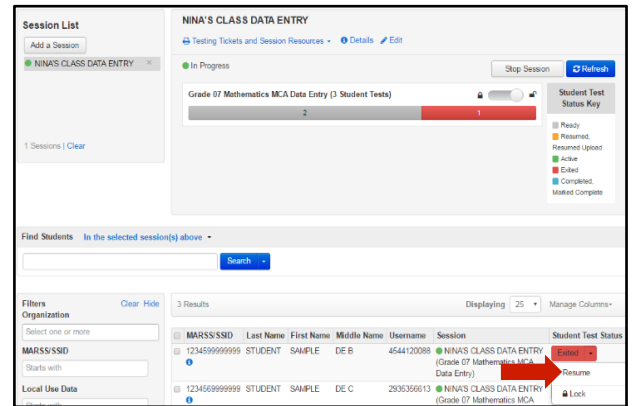 Session List
Add a Session
NINA'S CLASS DATA ENTRY ×
1 Sessions | Clear
NINA'S CLASS DATA ENTRY
Testing Tickets and Session Resources
Details
Edit
In Progress
Stop Session
Refresh
Grade 07 Mathematics MCA Data Entry (3 Student Tests)
2
1
Student Test
Status Key
Ready
Resumed,
Resumed Upload
Active
Exited
Completed,
Marked Complete
Find Students
In the selected session(s) above
Search
Filters
Clear Hide
Organization
Select one or more
MARSS/SSID
Starts with
Local Use Data
Starts with
3 Results
Displaying 25
Manage Columns
MARSS/SSID Last Name First Name Middle Name Username Session Student Test Status
1234599999999 STUDENT SAMPLE DE B 4544120088 NINA'S CLASS DATA ENTRY Exited
(Grade 07 Mathematics MCA
Data Entry)
Resume
Lock
1234569999999 STUDENT SAMPLE DE C 2935356613 NINA'S CLASS DATA ENTRY
(Grade 07 Mathematics MCA